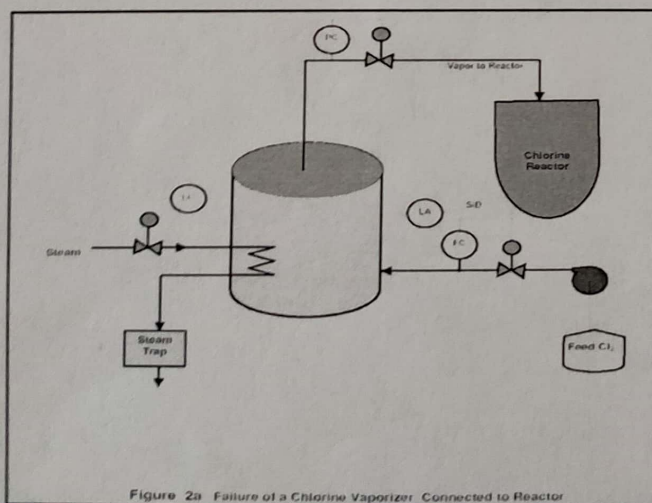 PC
Vapor to Reactor
Chlorine
Reactor
LA
S/D
FC
Steam
Steam
Trap
Feed Cl₂
Figure 2a Failure of a Chlorine Vaporizer Connected to Reactor